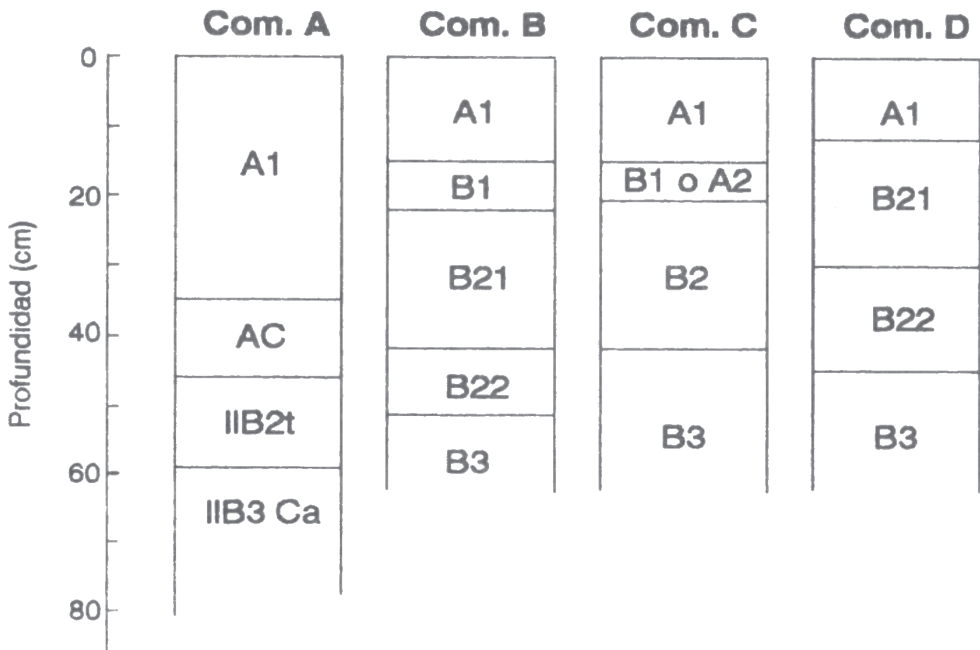 Com. A
Com. B
Com. C
Com. D
Profundidad (cm)
0
20
40
60
80
A1
AC
IIB2t
IIB3 Ca
A1
B1
B21
B22
B3
A1
B1 o A2
B2
B3
A1
B21
B22
B3